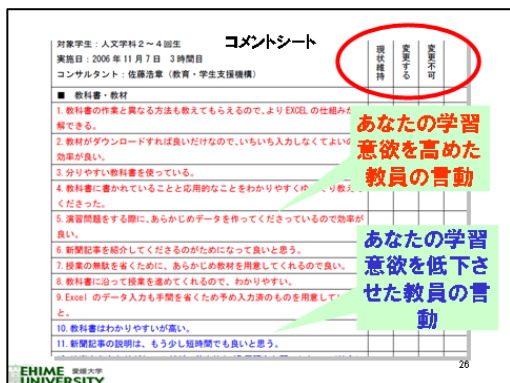 コメントシート
対象学生：人文学科２～４回生
実施日：2006 年 11 月 7 日　3 時間目
コンサルタント：佐藤浩章（教育・学生支援機構）
現状維持
変更する
変更不可
■　教科書・教材
1. 教科書の作業と異なる方法も教えてもらえるので、より EXCEL の仕組みが
解できる。
2. 教材がダウンロードすれば良いだけなので、いちいち入力しなくてよいの
効率が良い。
3. 分りやすい教科書を使っている。
4. 教科書に書かれていることと応用的なことをわかりやすくゆっくり教えて
くださった。
5. 演習問題をする際に、あらかじめデータを作ってくださっているので効率が
良い。
6. 新聞記事を紹介してくださるのがためになって良いと思う。
7. 授業の無駄を省くために、あらかじめ教材を用意してくれるので良い。
8. 教科書に沿って授業を進めてくれるので、わかりやすい。
9. Excel のデータ入力も手間を省くため予め入力済のものを用意して
と。
10. 教科書はわかりやすいが高い。
11. 新聞記事の説明は、もう少し短時間でも良いと思う。
あなたの学習
意欲を高めた
教員の言動
あなたの学習
意欲を低下さ
せた教員の言
動
26
EHIME 愛媛大学
UNIVERSITY